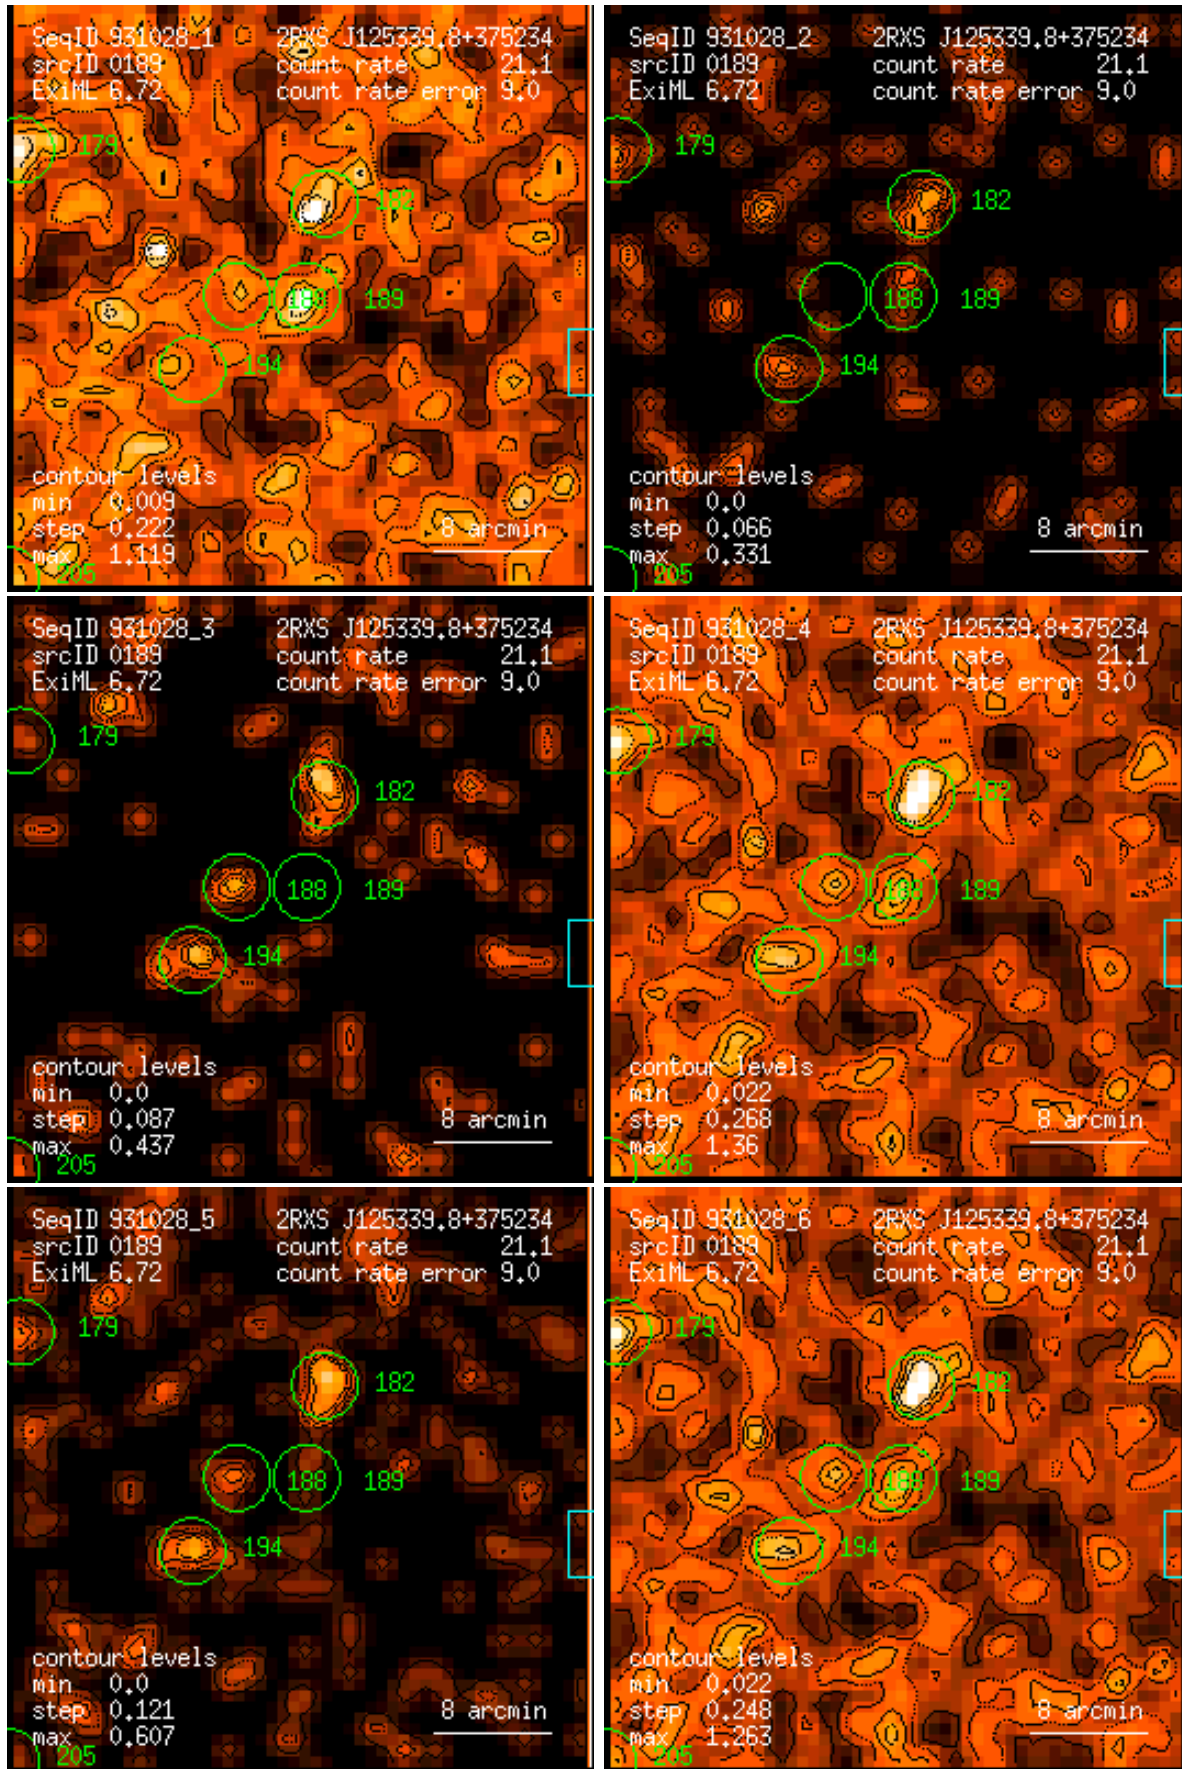 SeqID 931028_1 2RXS J125339.8+375234
srcID 0189 count rate 21.1
ExiML 6.72 count rate error 9.0
179
182
188 189
194
contour levels
min 0.009
step 0.222
max 1.119
8 arcmin
205
SeqID 931028_2 2RXS J125339.8+375234
srcID 0189 count rate 21.1
ExiML 6.72 count rate error 9.0
179
182
188 189
194
contour levels
min 0.0
step 0.066
max 0.331
8 arcmin
205
SeqID 931028_3 2RXS J125339.8+375234
srcID 0189 count rate 21.1
ExiML 6.72 count rate error 9.0
179
182
188 189
194
contour levels
min 0.0
step 0.087
max 0.437
8 arcmin
205
SeqID 931028_4 2RXS J125339.8+375234
srcID 0189 count rate 21.1
ExiML 6.72 count rate error 9.0
179
182
188 189
194
contour levels
min 0.022
step 0.268
max 1.36
8 arcmin
205
SeqID 931028_5 2RXS J125339.8+375234
srcID 0189 count rate 21.1
ExiML 6.72 count rate error 9.0
179
182
188 189
194
contour levels
min 0.0
step 0.121
max 0.607
8 arcmin
205
SeqID 931028_6 2RXS J125339.8+375234
srcID 0189 count rate 21.1
ExiML 6.72 count rate error 9.0
179
182
188 189
194
contour levels
min 0.022
step 0.248
max 1.263
8 arcmin
205